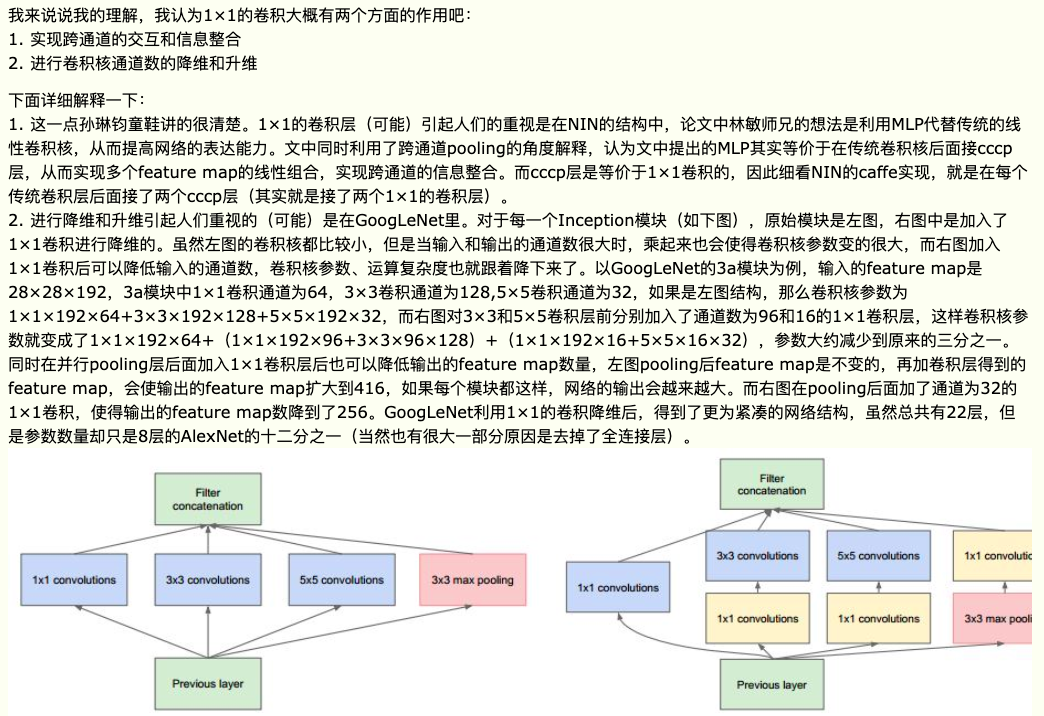 我来说说我的理解，我认为1×1的卷积大概有两个方面的作用吧：
1. 实现跨通道的交互和信息整合
2. 进行卷积核通道数的降维和升维
下面详细解释一下：
1. 这一点孙琳钧童鞋讲的很清楚。1×1的卷积层（可能）引起人们的重视是在NIN的结构中，论文中林敏师兄的想法是利用MLP代替传统的线
性卷积核，从而提高网络的表达能力。文中同时利用了跨通道pooling的角度解释，认为文中提出的MLP其实等价于在传统卷积核后面接cccp
层，从而实现多个feature map的线性组合，实现跨通道的信息整合。而cccp层是等价于1×1卷积的，因此细看NIN的caffe实现，就是在每个
传统卷积层后面接了两个cccp层（其实就是接了两个1×1的卷积层）。
2. 进行降维和升维引起人们重视的（可能）是在GoogLeNet里。对于每一个Inception模块（如下图），原始模块是左图，右图中是加入了
1×1卷积进行降维的。虽然左图的卷积核都比较小，但是当输入和输出的通道数很大时，乘起来也会使得卷积核参数变的很大，而右图加入
1×1卷积后可以降低输入的通道数，卷积核参数、运算复杂度也就跟着降下来了。以GoogLeNet的3a模块为例，输入的feature map是
28×28×192，3a模块中1×1卷积通道为64，3×3卷积通道为128,5×5卷积通道为32，如果是左图结构，那么卷积核参数为
1×1×192×64+3×3×192×128+5×5×192×32，而右图对3×3和5×5卷积层前分别加入了通道数为96和16的1×1卷积层，这样卷积核参
数就变成了1×1×192×64+（1×1×192×96+3×3×96×128）+（1×1×192×16+5×5×16×32），参数大约减少到原来的三分之一。
同时在并行pooling层后面加入1×1卷积层后也可以降低输出的feature map数量，左图pooling后feature map是不变的，再加卷积层得到的
feature map，会使输出的feature map扩大到416，如果每个模块都这样，网络的输出会越来越大。而右图在pooling后面加了通道为32的
1×1卷积，使得输出的feature map数降到了256。GoogLeNet利用1×1的卷积降维后，得到了更为紧凑的网络结构，虽然总共有22层，但
是参数数量却只是8层的AlexNet的十二分之一（当然也有很大一部分原因是去掉了全连接层）。
Filter
concatenation
1x1 convolutions
3x3 convolutions
5x5 convolutions
3x3 max pooling
Previous layer
Filter
concatenation
3x3 convolutions
5x5 convolutions
1x1 convolutic
1x1 convolutions
1x1 convolutions
1x1 convolutions
3x3 max pooli
Previous layer